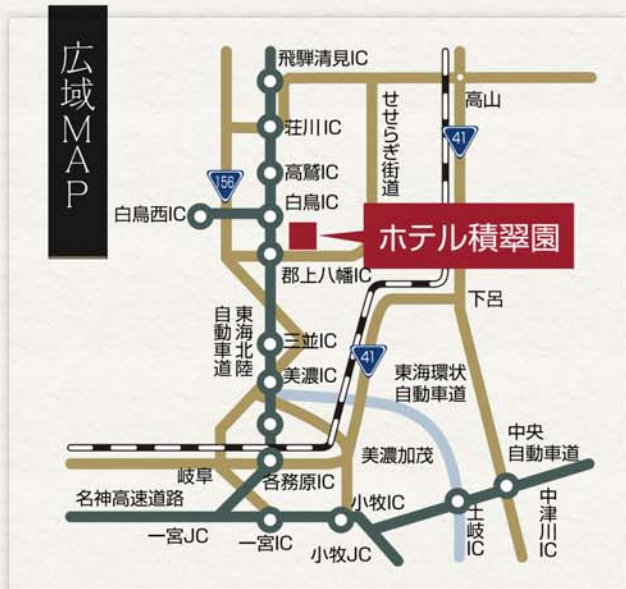 広域MAP
飛騨清見IC
せせらぎ街道
高山
荘川IC
41
高鷲IC
156
白鳥IC
白鳥西IC
ホテル積翠園
郡上八幡IC
下呂
東海北陸
自動車道
三並IC
41
美濃IC
東海環状
自動車道
中央
自動車道
美濃加茂
岐阜
各務原IC
名神高速道路
小牧IC
土岐IC
中津川IC
一宮JC
一宮IC
小牧JC